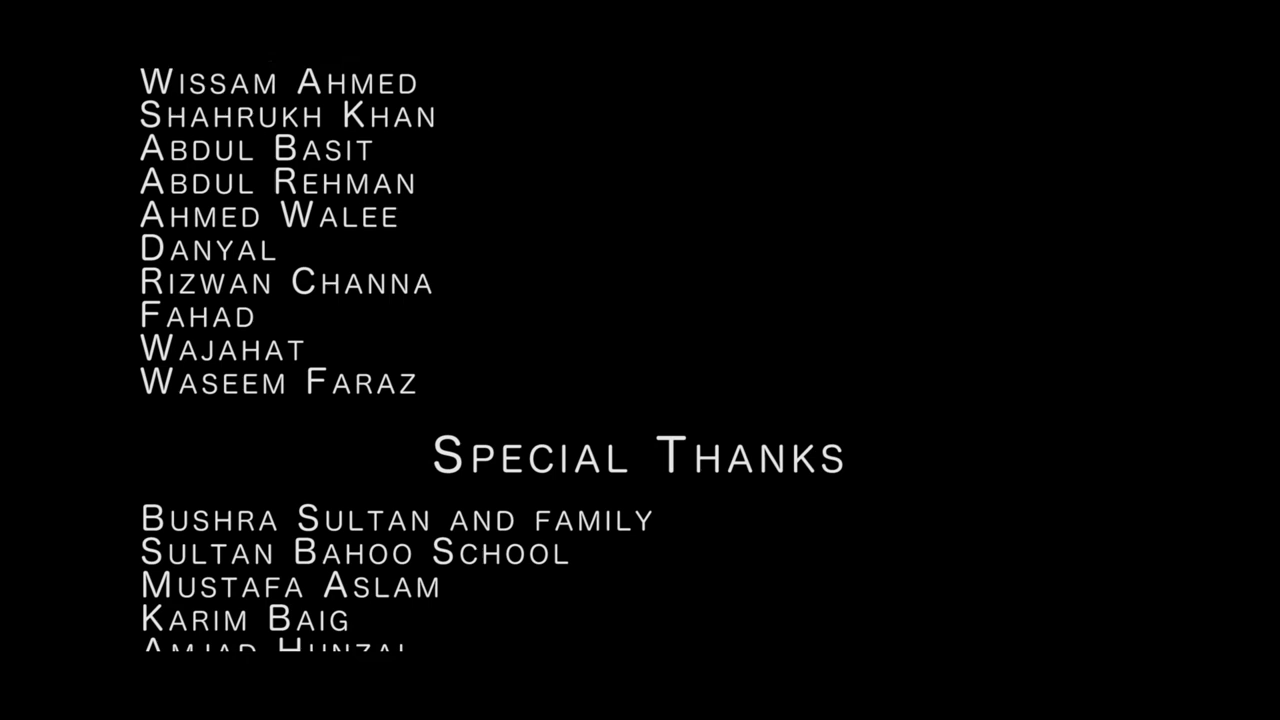 WISSAM AHMED
SHAHRUKH KHAN
ABDUL BASIT
ABDUL REHMAN
AHMED WALEE
DANYAL
RIZWAN CHANNA
FAHAD
WAJAHAT
WASEEM FARAZ
SPECIAL THANKS
BUSHRA SULTAN AND FAMILY
SULTAN BAHOO SCHOOL
MUSTAFA ASLAM
KARIM BAIG